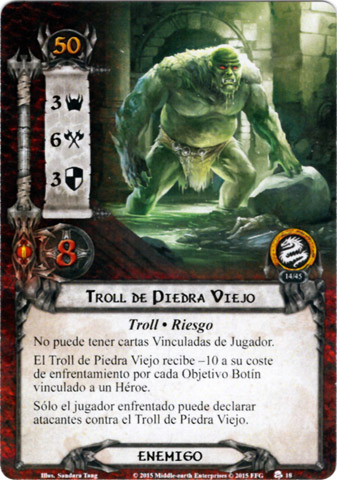 50
3
6
3
8
14/45
TROLL DE PIEDRA VIEJO
Troll • Riesgo
No puede tener cartas Vinculadas de Jugador.
El Troll de Piedra Viejo recibe –10 a su coste
de enfrentamiento por cada Objetivo Botín
vinculado a un Héroe.
Sólo el jugador enfrentado puede declarar
atacantes contra el Troll de Piedra Viejo.
ENEMIGO
Illus. Sandara Tang
© 2015 Middle-earth Enterprises © 2015 FFG
18